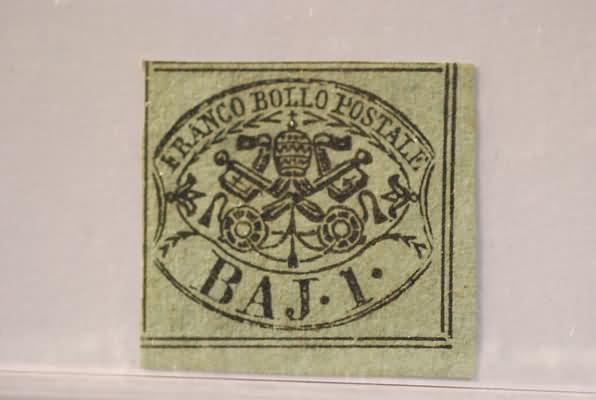 FRANCO BOLLO POSTALE
BAJ. 1.